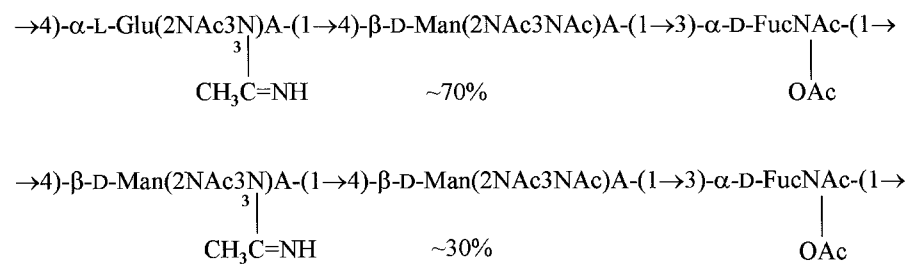 →4)-α-L-Glu(2NAc3N)A-(1→4)-β-D-Man(2NAc3NAc)A-(1→3)-α-D-FucNAc-(1→
3
CH₃C=NH ~70% OAc
→4)-β-D-Man(2NAc3N)A-(1→4)-β-D-Man(2NAc3NAc)A-(1→3)-α-D-FucNAc-(1→
3
CH₃C=NH ~30% OAc